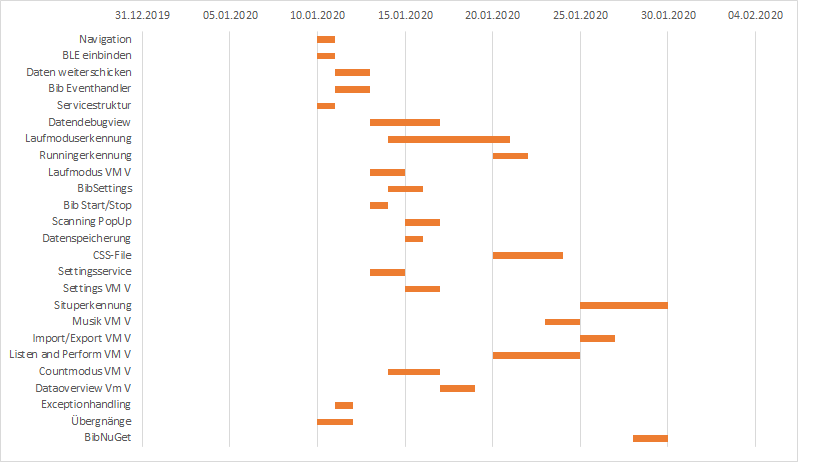 31.12.2019 05.01.2020 10.01.2020 15.01.2020 20.01.2020 25.01.2020 30.01.2020 04.02.2020
Navigation
BLE einbinden
Daten weiterschicken
Bib Eventhandler
Servicestruktur
Datendebugview
Laufmoduserkennung
Runningerkennung
Laufmodus VM V
BibSettings
Bib Start/Stop
Scanning PopUp
Datenspeicherung
CSS-File
Settingsservice
Settings VM V
Situperkennung
Musik VM V
Import/Export VM V
Listen and Perform VM V
Countmodus VM V
Dataoverview Vm V
Exceptionhandling
Übergnänge
BibNuGet